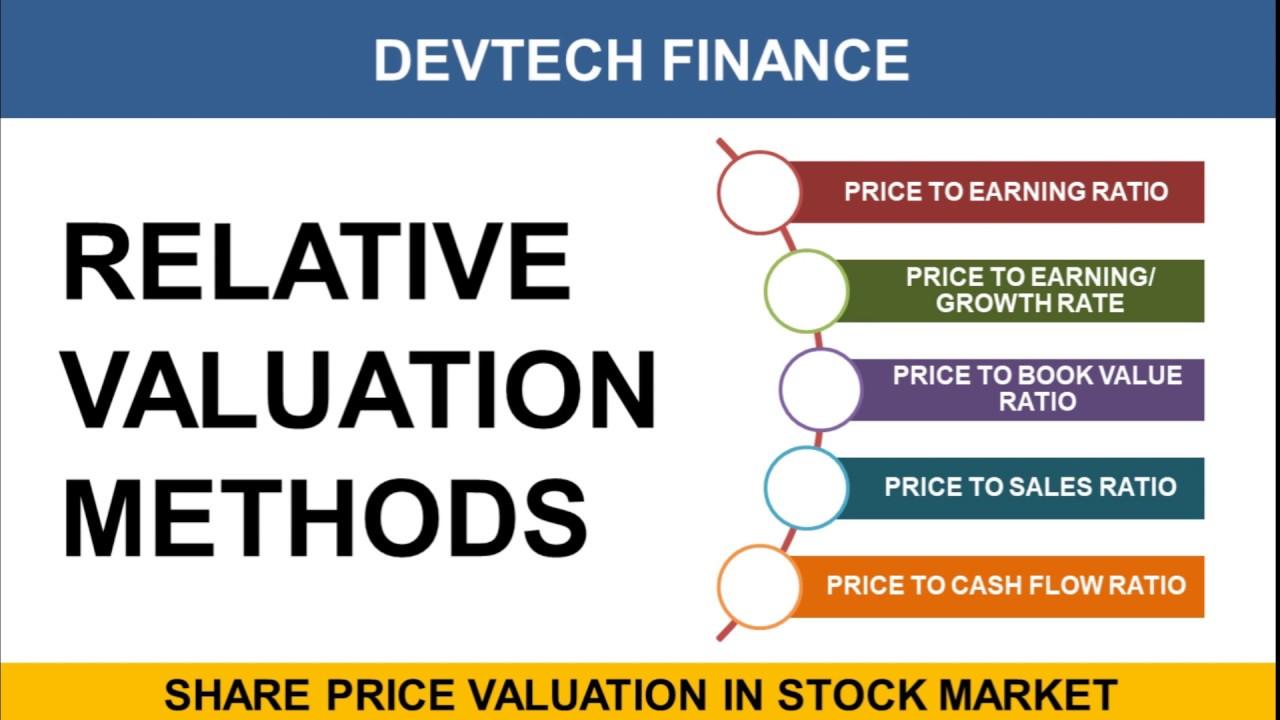 DEVTECH FINANCE
RELATIVE
VALUATION
METHODS
PRICE TO EARNING RATIO
PRICE TO EARNING/
GROWTH RATE
PRICE TO BOOK VALUE
RATIO
PRICE TO SALES RATIO
PRICE TO CASH FLOW RATIO
SHARE PRICE VALUATION IN STOCK MARKET